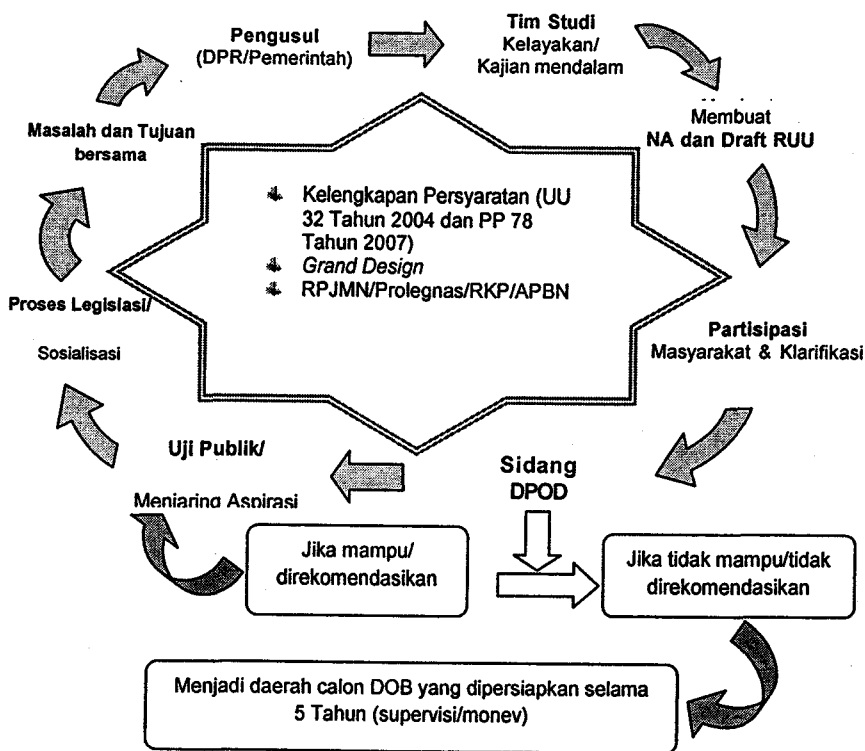 Pengusul
(DPR/Pemerintah)
Tim Studi
Kelayakan/
Kajian mendalam
Membuat
NA dan Draft RUU
Partisipasi
Masyarakat & Klarifikasi
Sidang
DPOD
Uji Publik/
Menjaring Aspirasi
Proses Legislasi/
Sosialisasi
Masalah dan Tujuan
bersama
Kelengkapan Persyaratan (UU
32 Tahun 2004 dan PP 78
Tahun 2007)
Grand Design
RPJMN/Prolegnas/RKP/APBN
Jika mampu/
direkomendasikan
Jika tidak mampu/tidak
direkomendasikan
Menjadi daerah calon DOB yang dipersiapkan selama
5 Tahun (supervisi/monev)